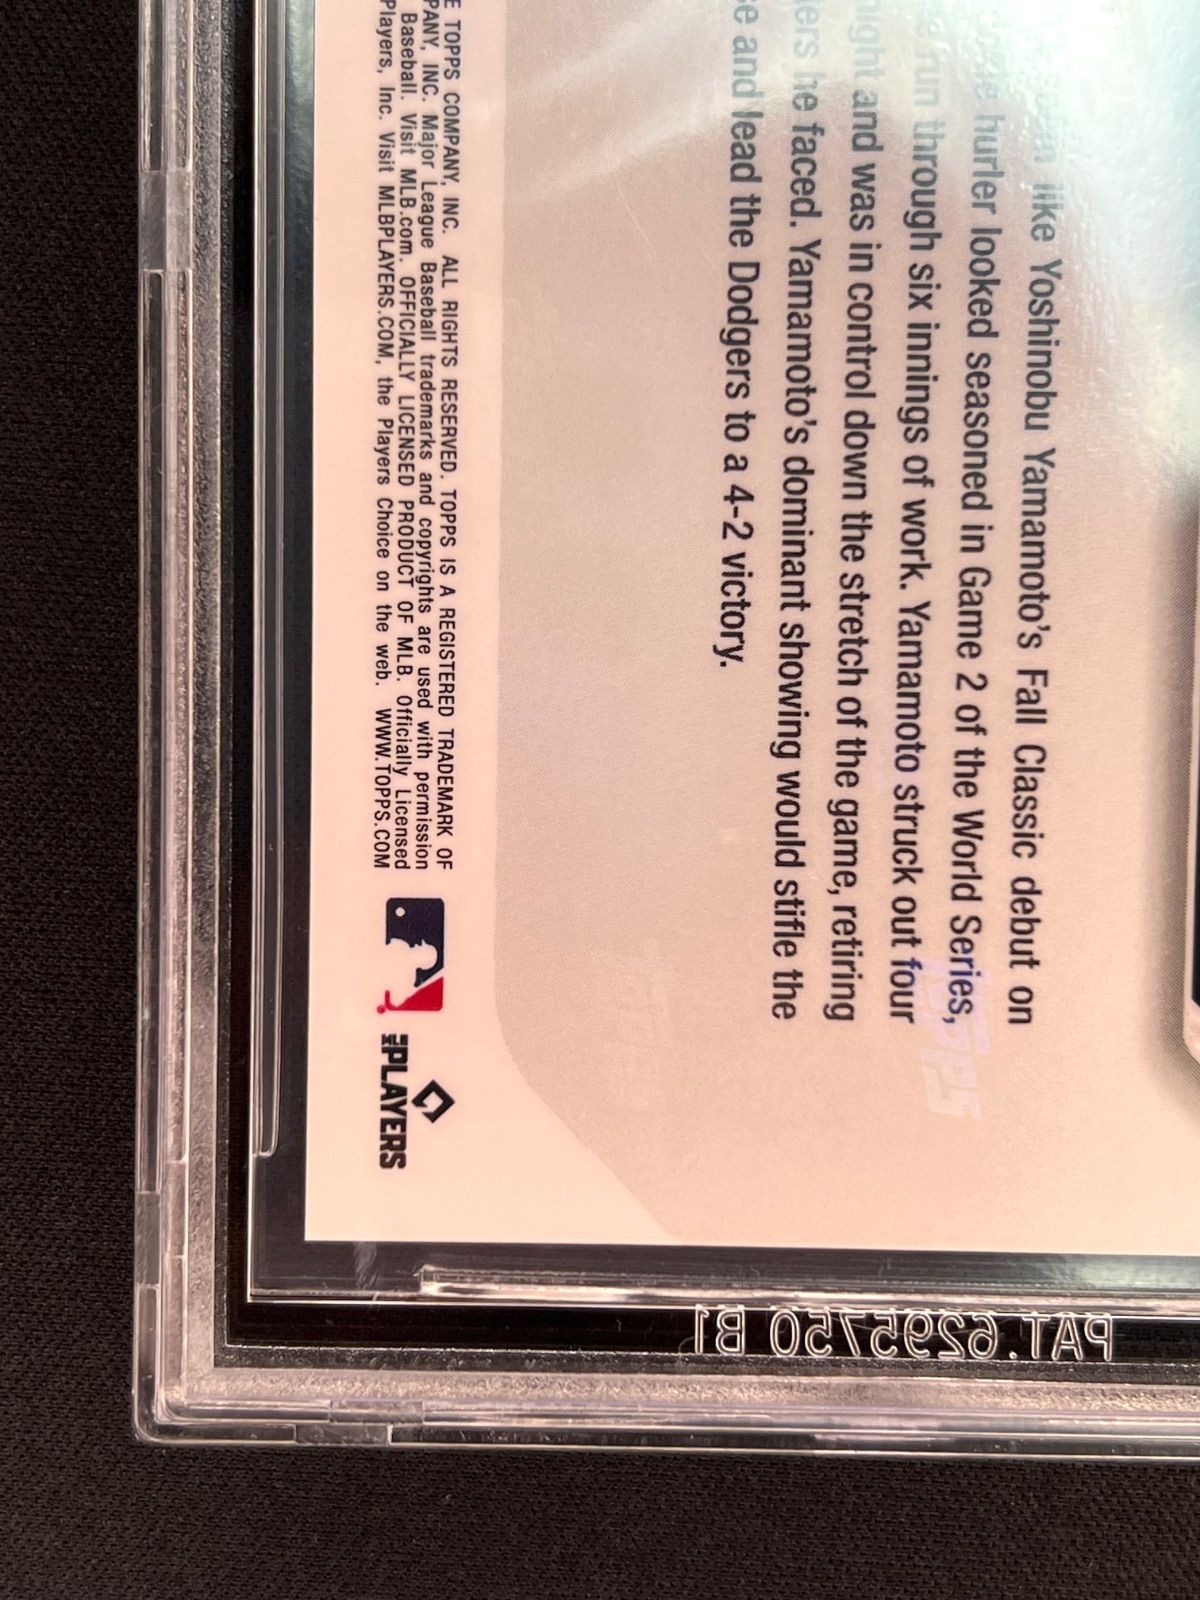 like Yoshinobu Yamamoto's Fall Classic debut on
hurler looked seasoned in Game 2 of the World Series,
run through six innings of work. Yamamoto struck out four
and was in control down the stretch of the game, retiring
he faced. Yamamoto's dominant showing would stifle the
and lead the Dodgers to a 4-2 victory.
TOPPS COMPANY, INC. ALL RIGHTS RESERVED. TOPPS IS A REGISTERED TRADEMARK OF
INC. Major League Baseball trademarks and copyrights are used with permission
Baseball. Visit MLB.com. OFFICIALLY LICENSED PRODUCT OF MLB. Officially Licensed
Players, Inc. Visit MLBPLAYERS.COM, the Players Choice on the web. WWW.TOPPS.COM
MLB PLAYERS
Topps
PAT. 6295750 B1